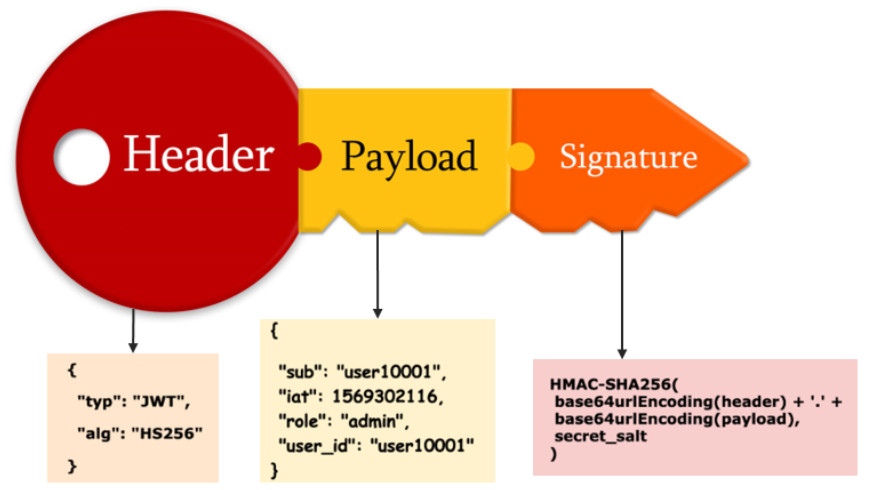 Header
Payload
Signature
{
"typ": "JWT",
"alg": "HS256"
}
{
"sub": "user10001",
"iat": 1569302116,
"role": "admin",
"user_id": "user10001"
}
HMAC-SHA256(
base64urlEncoding(header) + '.' +
base64urlEncoding(payload),
secret_salt
)